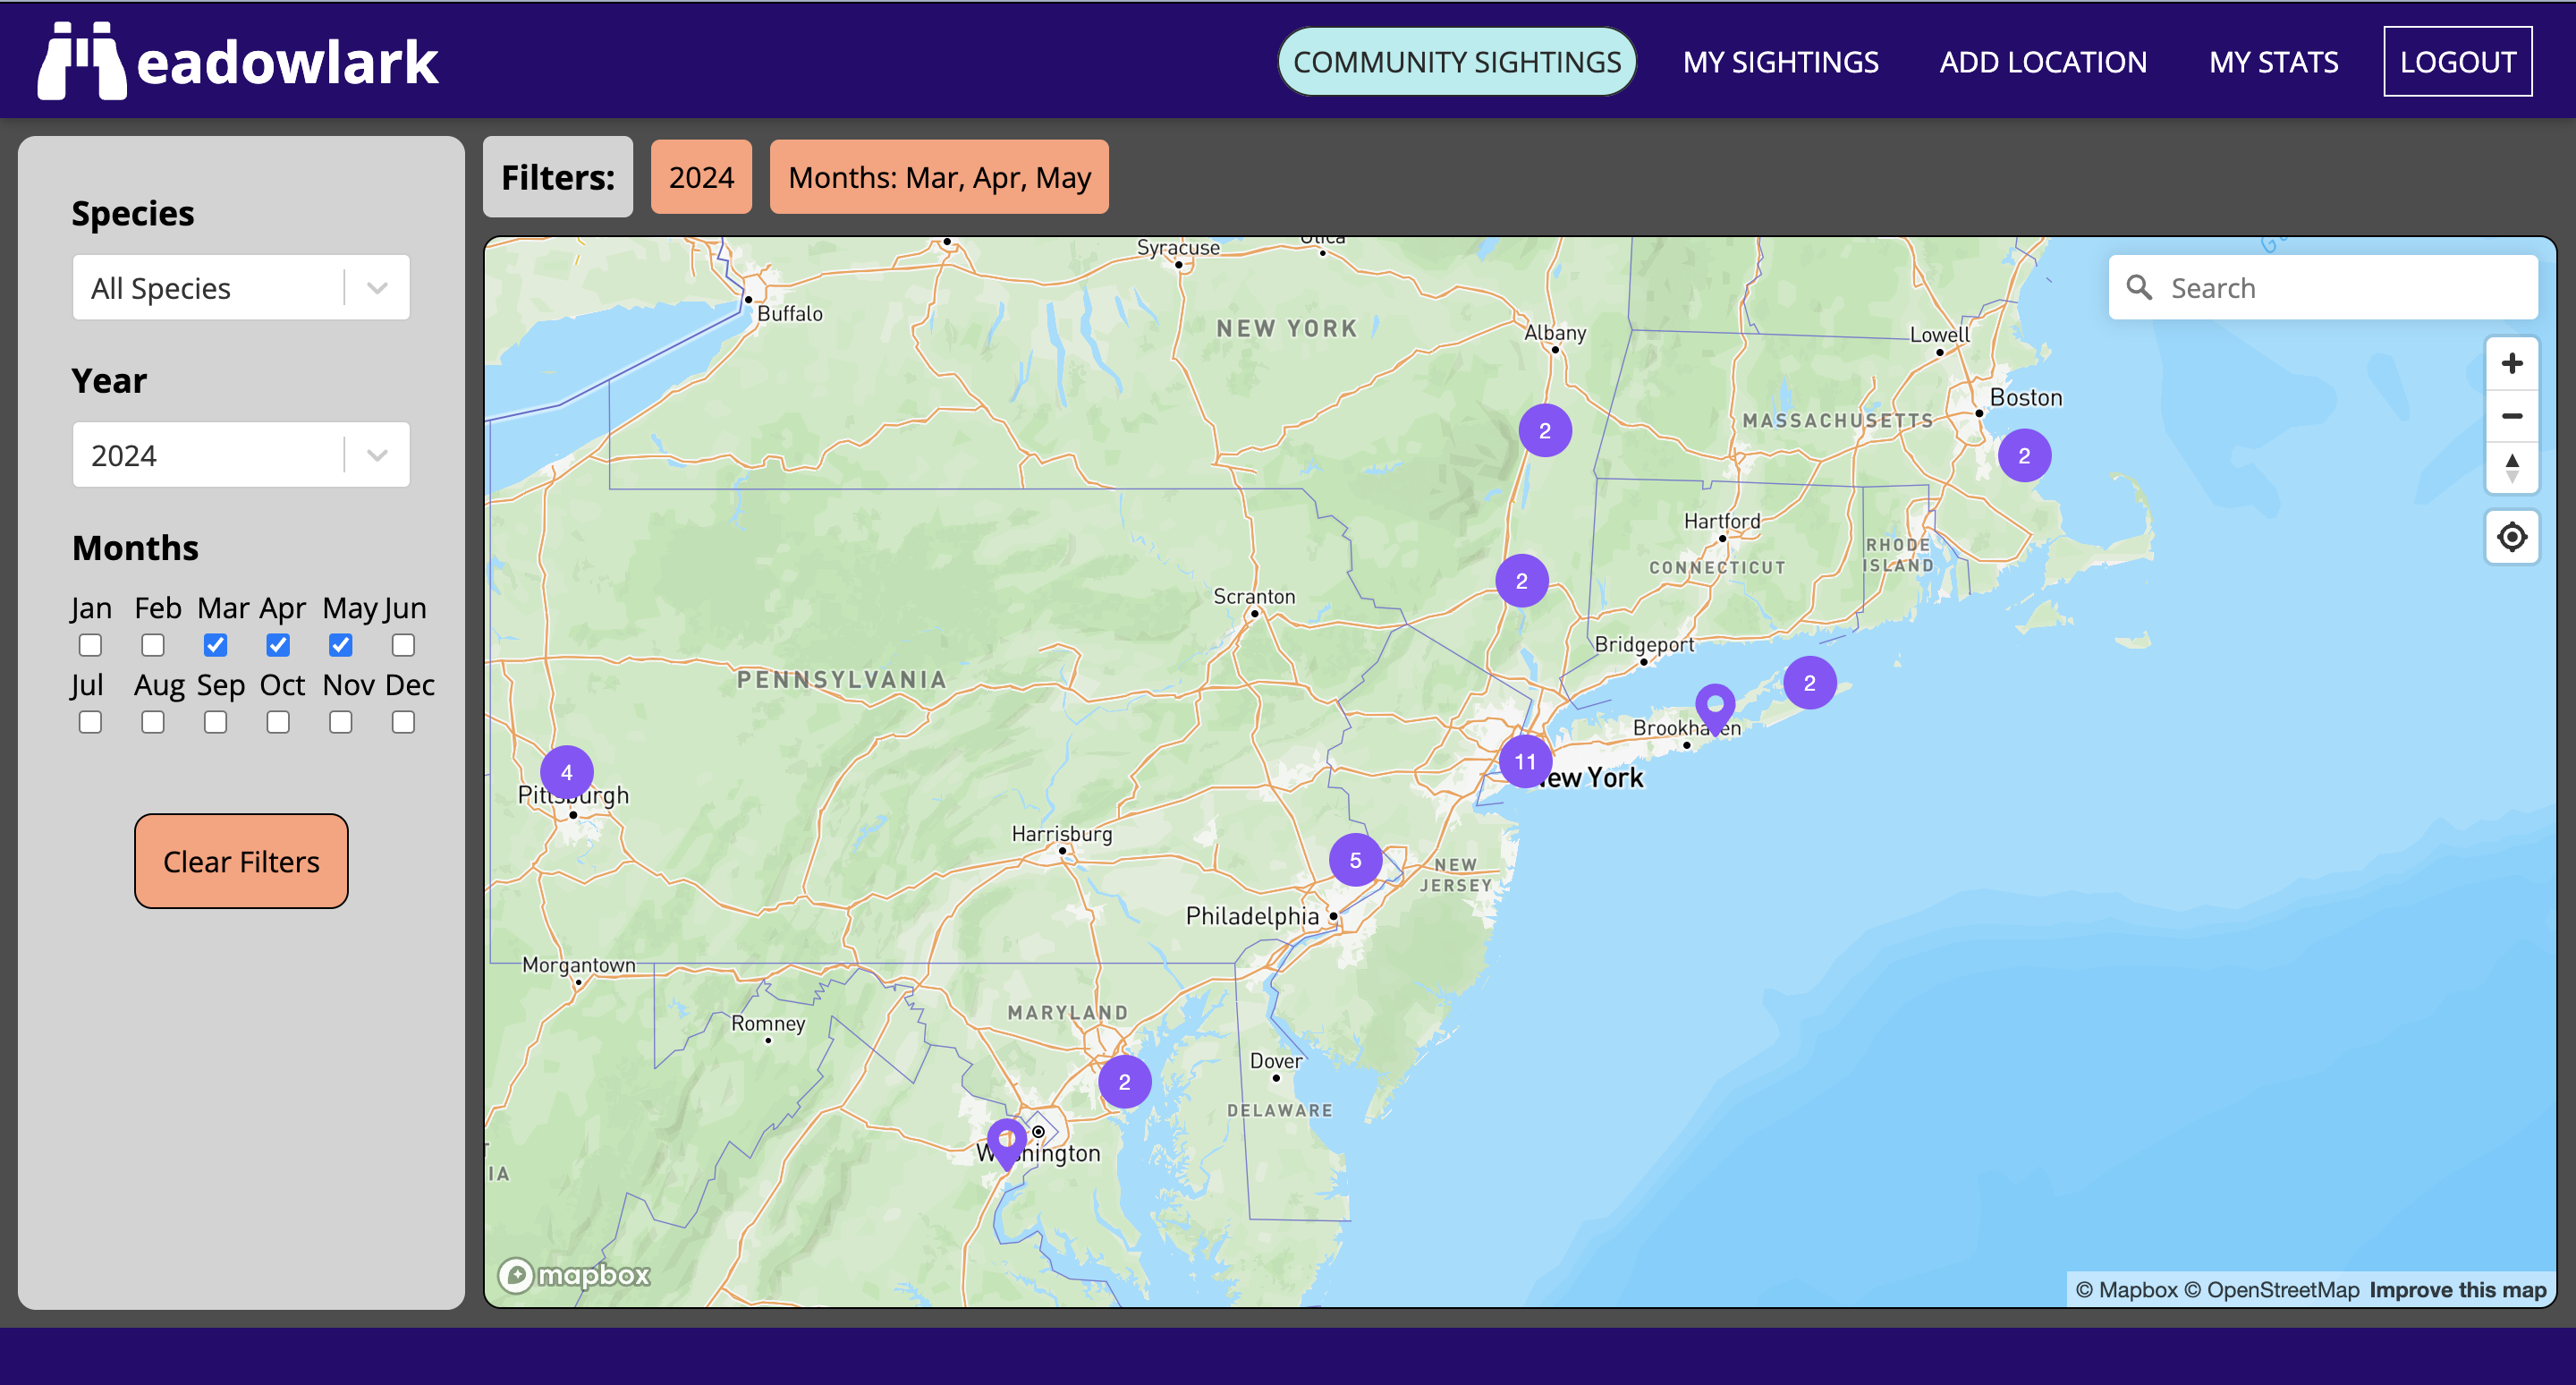 eadowlark
COMMUNITY SIGHTINGS
MY SIGHTINGS
ADD LOCATION
MY STATS
LOGOUT
Species
All Species
Year
2024
Months
Jan Feb Mar Apr May Jun
Jul Aug Sep Oct Nov Dec
Clear Filters
Filters:
2024
Months: Mar, Apr, May
Search
Syracuse
Utica
Buffalo
NEW YORK
Albany
Lowell
Boston
MASSACHUSETTS
2
2
Hartford
RHODE
ISLAND
CONNECTICUT
2
Scranton
Bridgeport
PENNSYLVANIA
2
Brookhaven
4
Pittsburgh
11
New York
Harrisburg
5
NEW
JERSEY
Philadelphia
Morgantown
MARYLAND
Romney
Dover
2
DELAWARE
Washington
IA
mapbox
© Mapbox © OpenStreetMap Improve this map